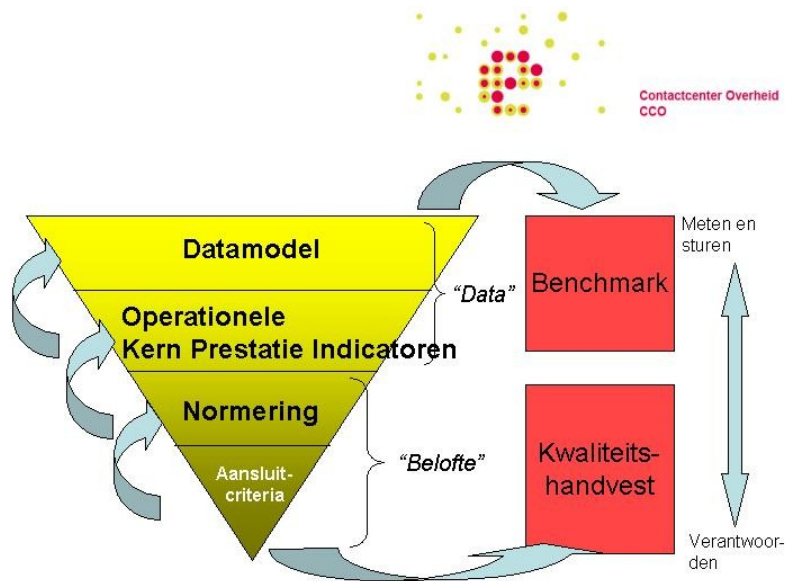 Contactcenter Overheid
CCO
Datamodel
Operationele
Kern Prestatie Indicatoren
Normering
Aansluit-
criteria
“Data”
“Belofte”
Benchmark
Kwaliteits-
handvest
Meten en
sturen
Verantwoor-
den